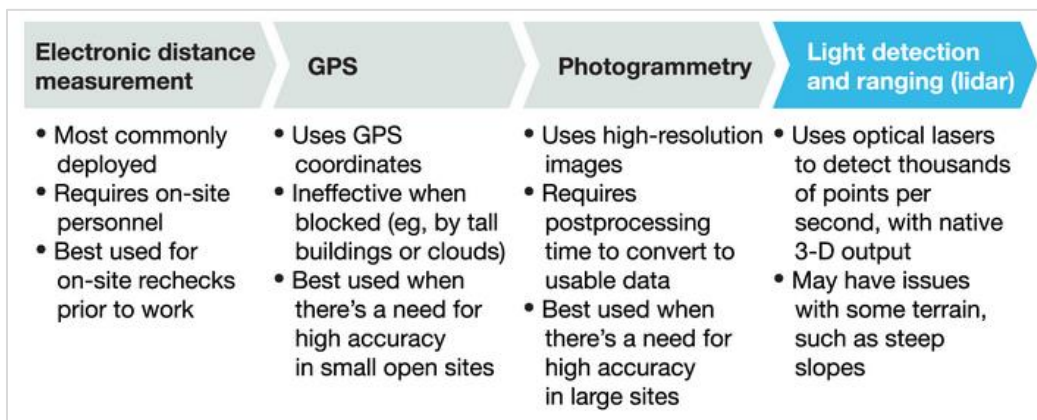 Electronic distance
measurement
GPS
Photogrammetry
Light detection
and ranging (lidar)
• Most commonly
deployed
• Requires on-site
personnel
• Best used for
on-site rechecks
prior to work
• Uses GPS
coordinates
• Ineffective when
blocked (eg, by tall
buildings or clouds)
• Best used when
there's a need for
high accuracy
in small open sites
• Uses high-resolution
images
• Requires
postprocessing
time to convert to
usable data
• Best used when
there's a need for
high accuracy
in large sites
• Uses optical lasers
to detect thousands
of points per
second, with native
3-D output
• May have issues
with some terrain,
such as steep
slopes